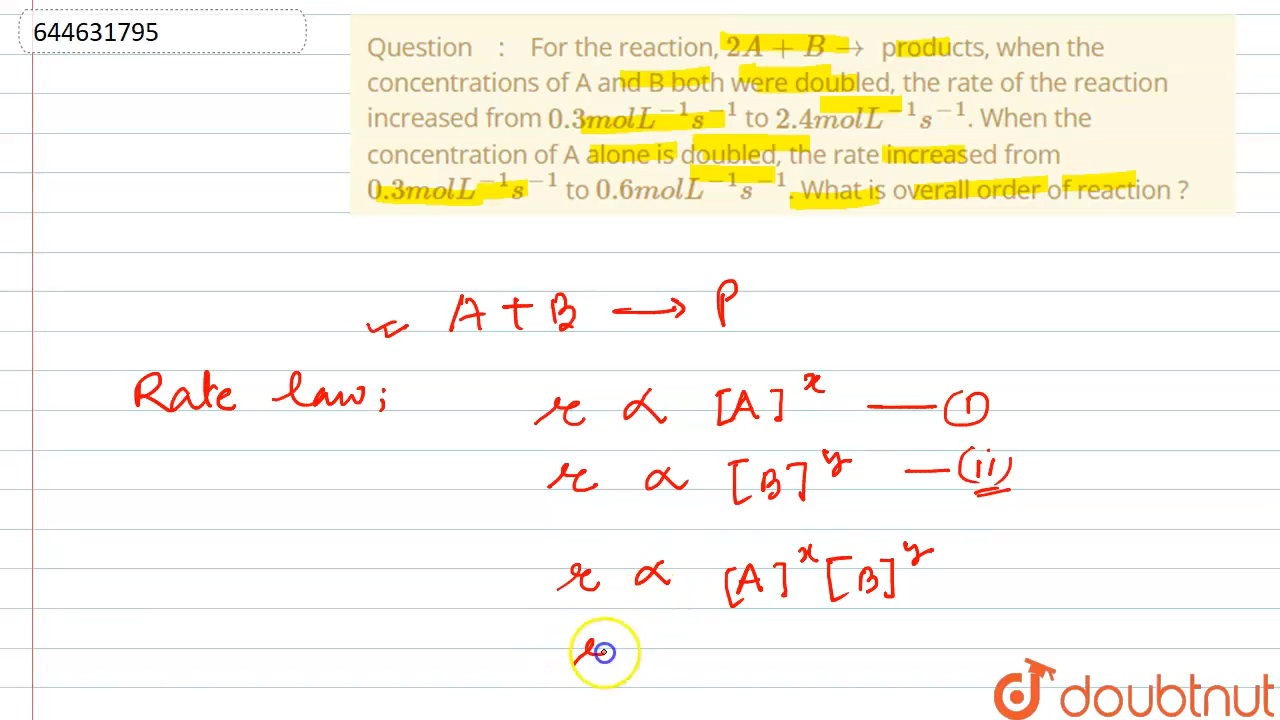 644631795
Question : For the reaction, 2A + B → products, when the
concentrations of A and B both were doubled, the rate of the reaction
increased from 0.3molL⁻¹s⁻¹ to 2.4molL⁻¹s⁻¹. When the
concentration of A alone is doubled, the rate increased from
0.3molL⁻¹s⁻¹ to 0.6molL⁻¹s⁻¹. What is overall order of reaction ?
A + B → P
Rate law; r ∝ [A]ˣ — (i)
r ∝ [B]ʸ — (ii)
r ∝ [A]ˣ[B]ʸ
r
doubtnut